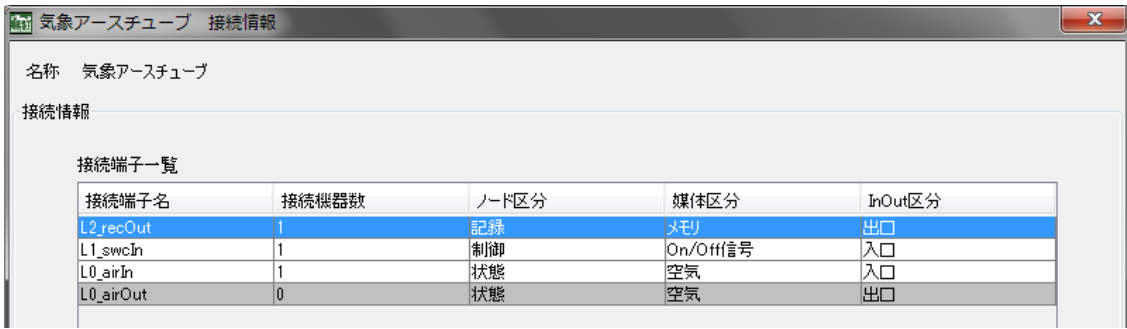 気象アースチューブ 接続情報
名称 気象アースチューブ
接続情報
接続端子一覧
接続端子名 接続機器数 ノード区分 媒体区分 InOut区分
L2_recOut 1 記録 メモリ 出口
L1_swcIn 1 制御 On/Off信号 入口
L0_airIn 1 状態 空気 入口
L0_airOut 0 状態 空気 出口